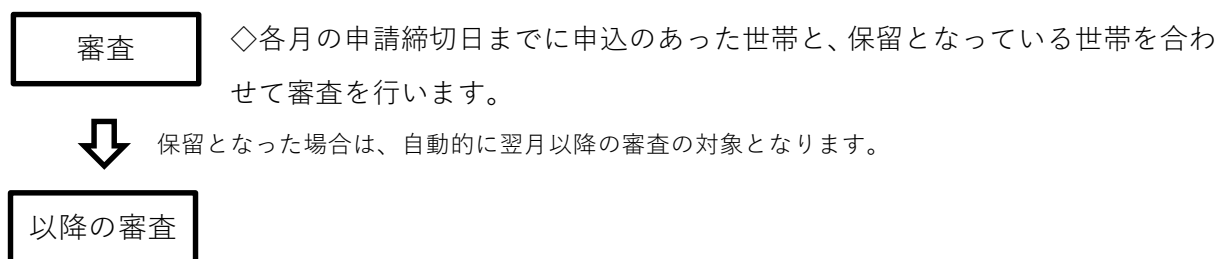 審査
◇各月の申請締切日までに申込のあった世帯と、保留となっている世帯を合わ
せて審査を行います。
保留となった場合は、自動的に翌月以降の審査の対象となります。
以降の審査